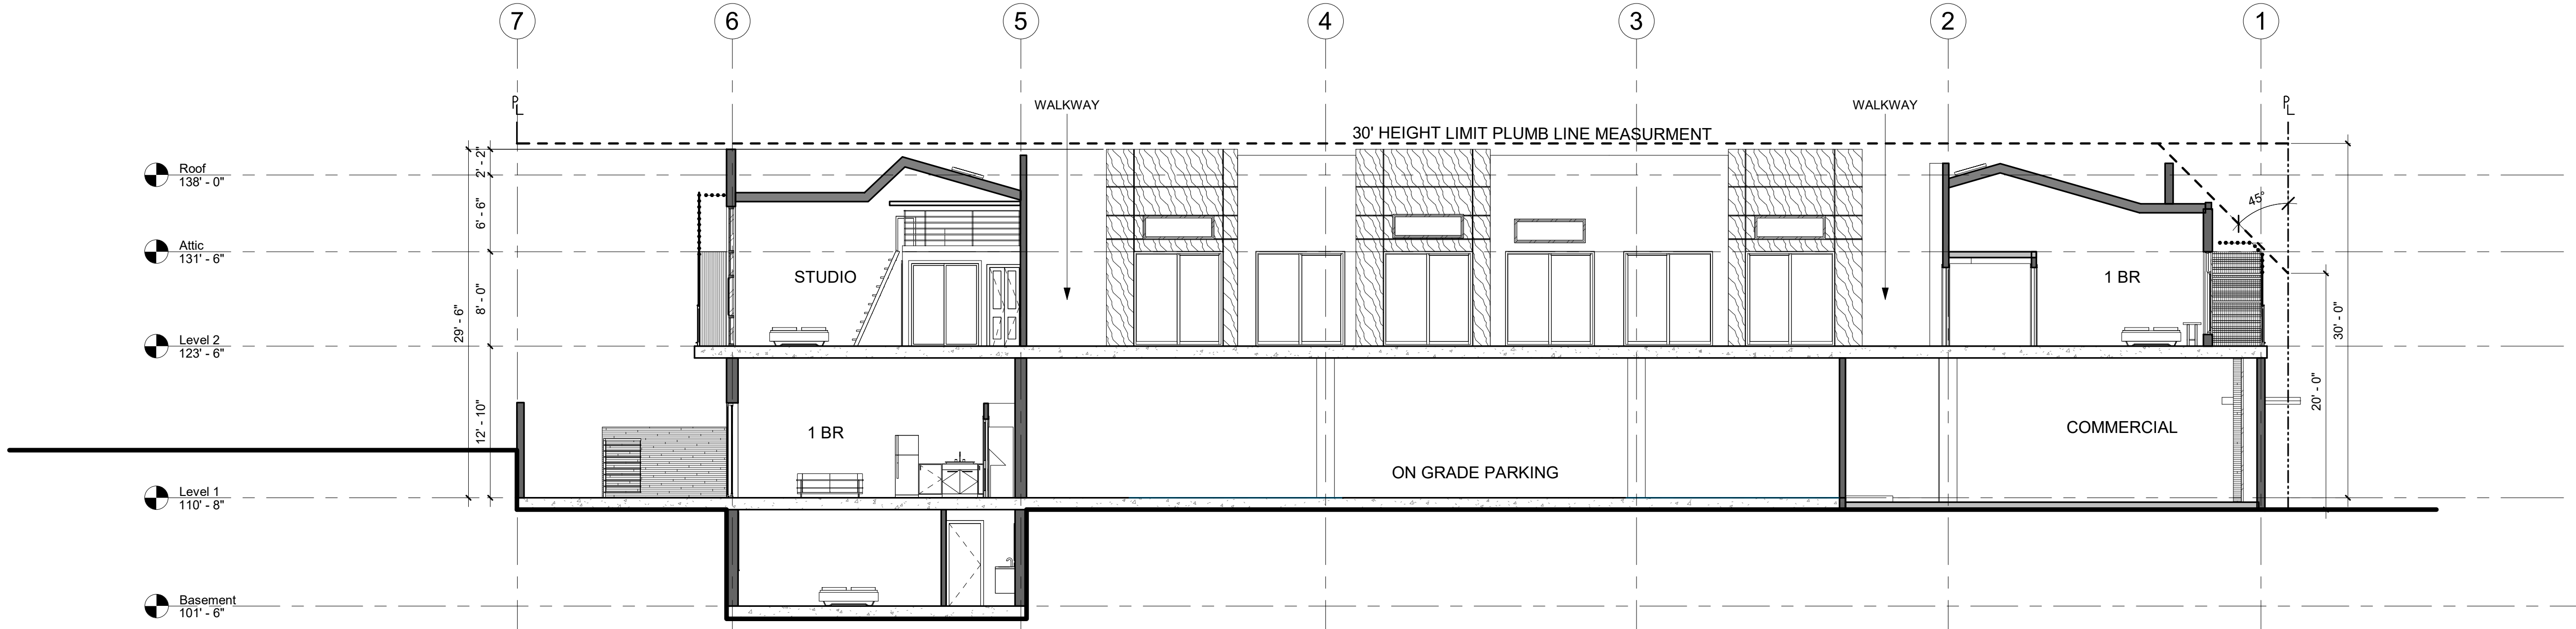 7
6
5
4
3
2
1
PL
WALKWAY
WALKWAY
PL
30' HEIGHT LIMIT PLUMB LINE MEASURMENT
2' - 2"
Roof
138' - 0"
6' - 6"
45°
Attic
131' - 6"
STUDIO
1 BR
8' - 0"
29' - 6"
30' - 0"
Level 2
123' - 6"
20' - 0"
12' - 10"
1 BR
COMMERCIAL
ON GRADE PARKING
Level 1
110' - 8"
Basement
101' - 6"